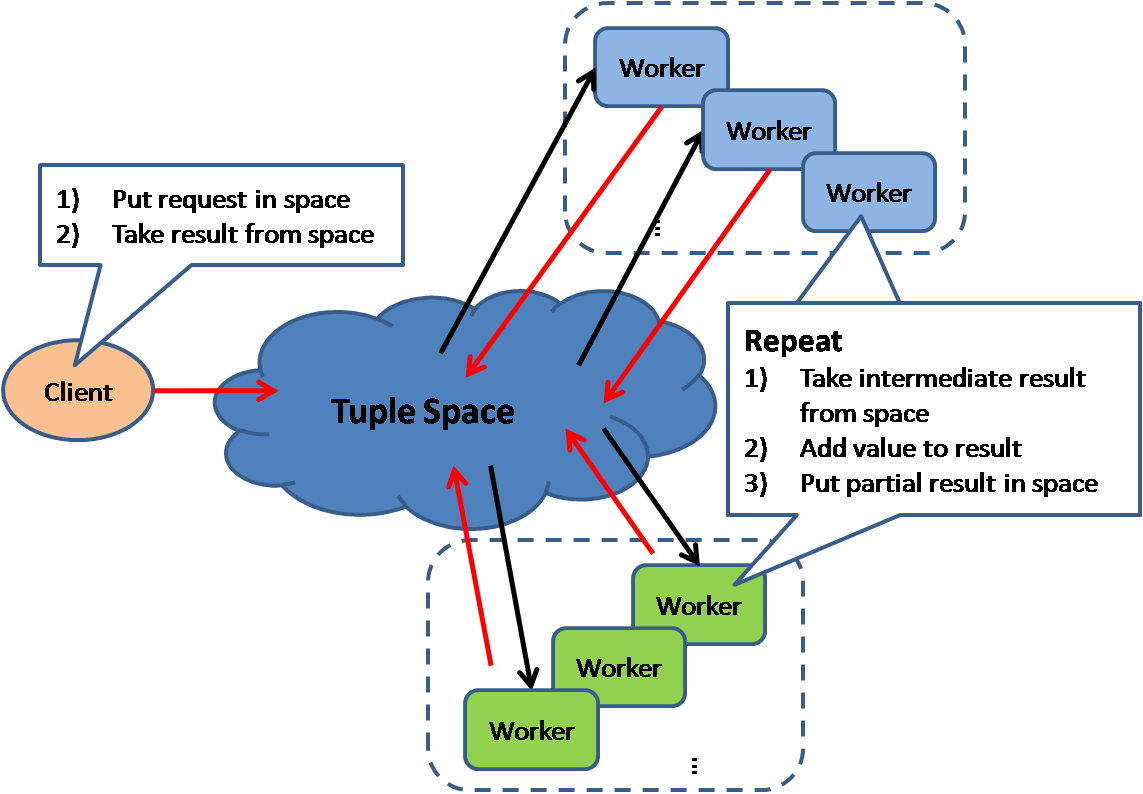 Worker
Worker
Worker
1) Put request in space
2) Take result from space
...
Client
Tuple Space
Repeat
1) Take intermediate result
from space
2) Add value to result
3) Put partial result in space
Worker
Worker
Worker
...